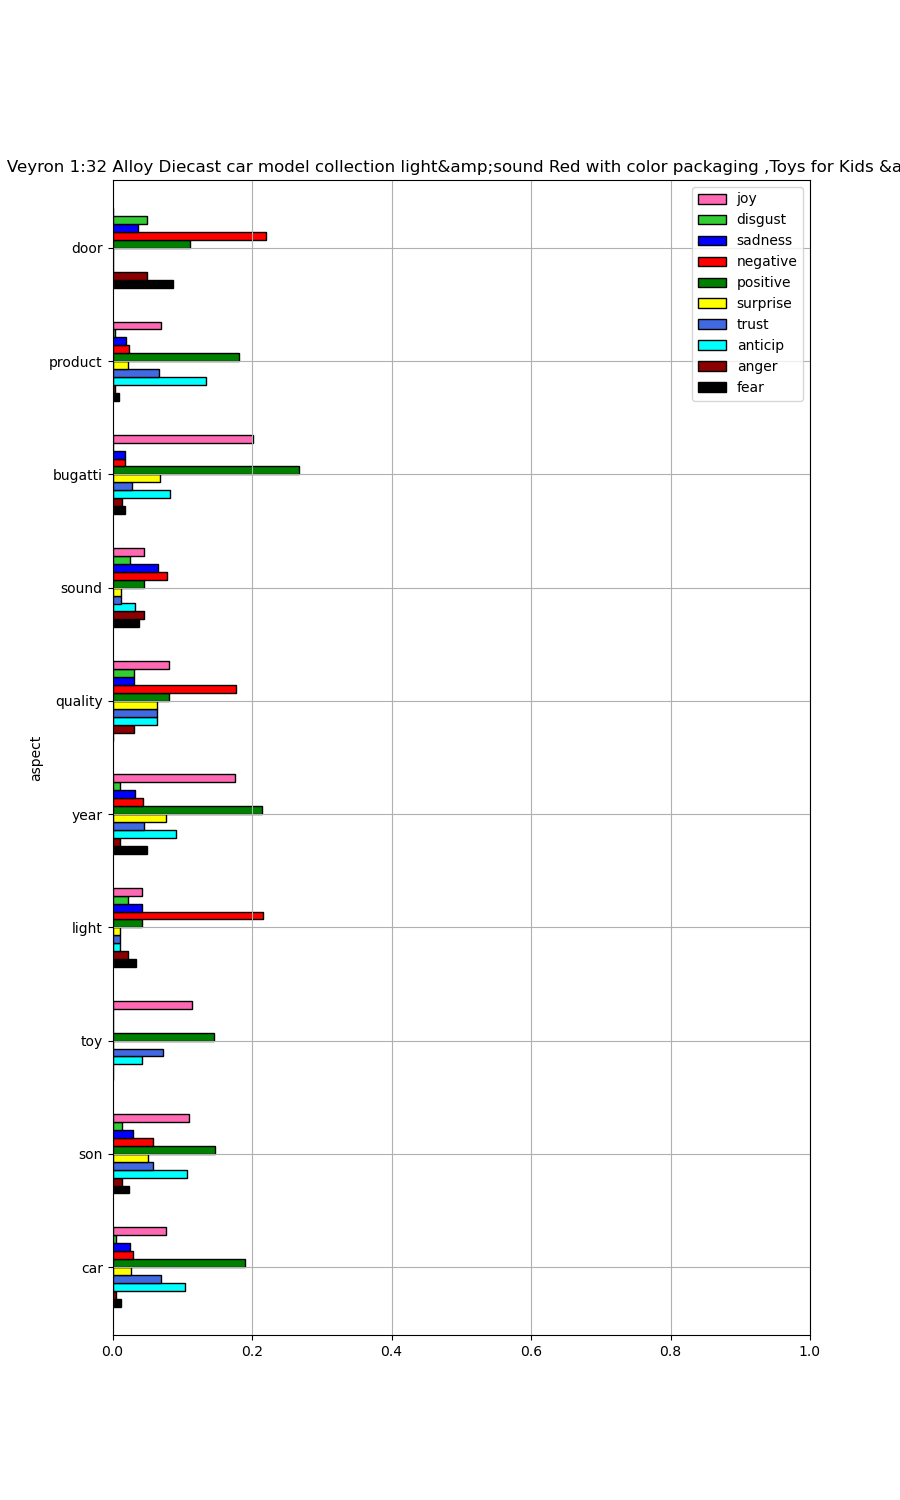 Veyron 1:32 Alloy Diecast car model collection light&amp;sound Red with color packaging ,Toys for Kids &a
joy
disgust
sadness
negative
positive
surprise
trust
anticip
anger
fear
door
product
bugatti
sound
quality
year
light
toy
son
car
aspect
0.0 0.2 0.4 0.6 0.8 1.0